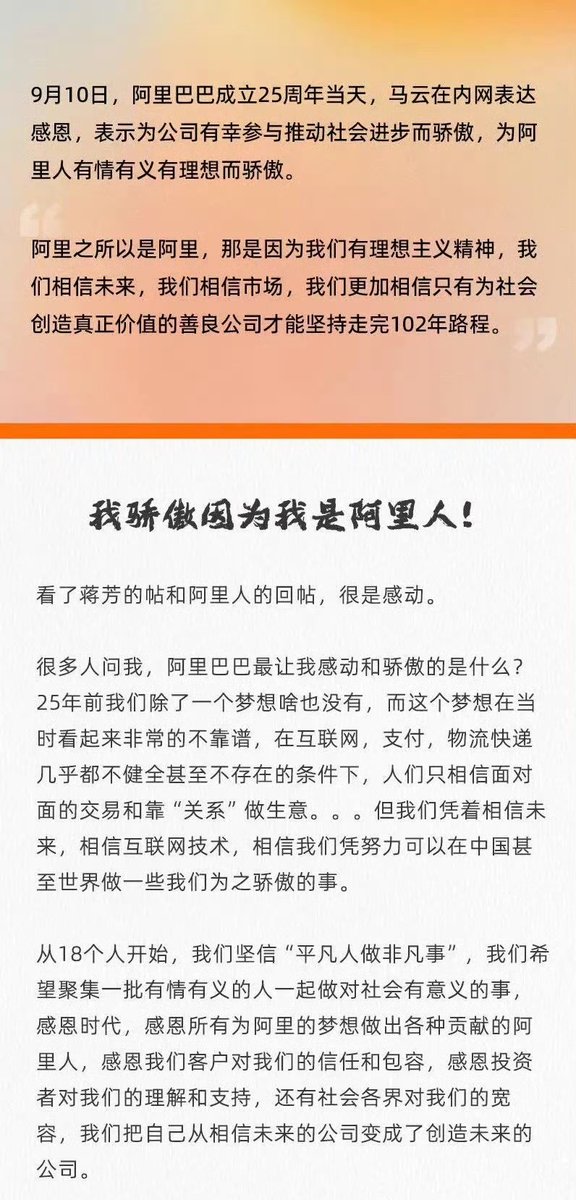 9月10日，阿里巴巴成立25周年当天，马云在内网表达
感恩，表示为公司有幸参与推动社会进步而骄傲，为阿
里人有情有义有理想而骄傲。
阿里之所以是阿里，那是因为我们有理想主义精神，我
们相信未来，我们相信市场，我们更加相信只有为社会
创造真正价值的善良公司才能坚持走完102年路程。
我骄傲因为我是阿里人！
看了蒋芳的帖和阿里人的回帖，很是感动。
很多人问我，阿里巴巴最让我感动和骄傲的是什么？
25年前我们除了一个梦想啥也没有，而这个梦想在当
时看起来非常的不靠谱，在互联网，支付，物流快递
几乎都不健全甚至不存在的条件下，人们只相信面对
面的交易和靠“关系”做生意。。。但我们凭着相信未
来，相信互联网技术，相信我们凭努力可以在中国甚
至世界做一些我们为之骄傲的事。
从18个人开始，我们坚信“平凡人做非凡事”，我们希
望聚集一批有情有义的人一起做对社会有意义的事，
感恩时代，感恩所有为阿里的梦想做出各种贡献的阿
里人，感恩我们客户对我们的信任和包容，感恩投资
者对我们的理解和支持，还有社会各界对我们的宽
容，我们把自己从相信未来的公司变成了创造未来的
公司。